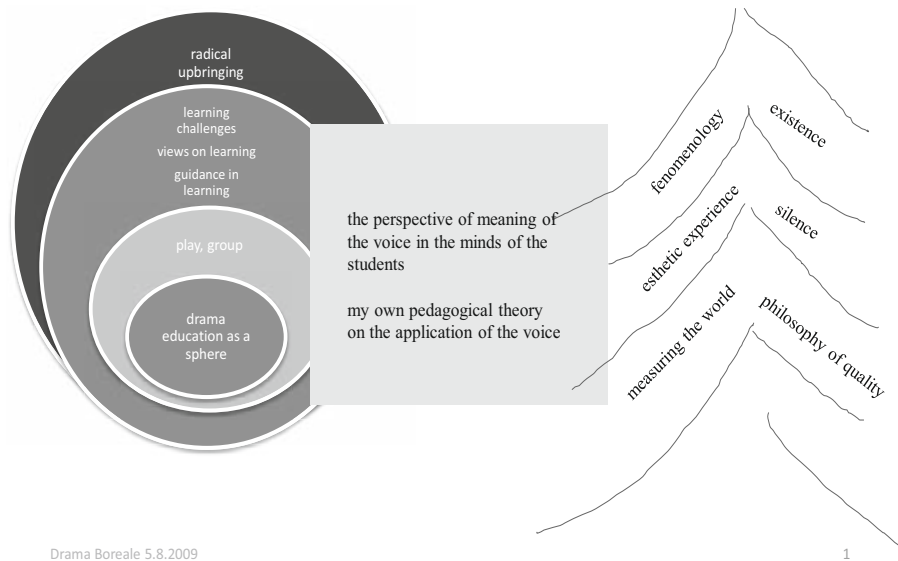 radical
upbringing
learning
challenges
views on learning
guidance in
learning
play, group
drama
education as a
sphere
the perspective of meaning of
the voice in the minds of the
students
my own pedagogical theory
on the application of the voice
fenomenology
existence
esthetic experience
silence
measuring the world
philosophy of quality
Drama Boreale 5.8.2009
1